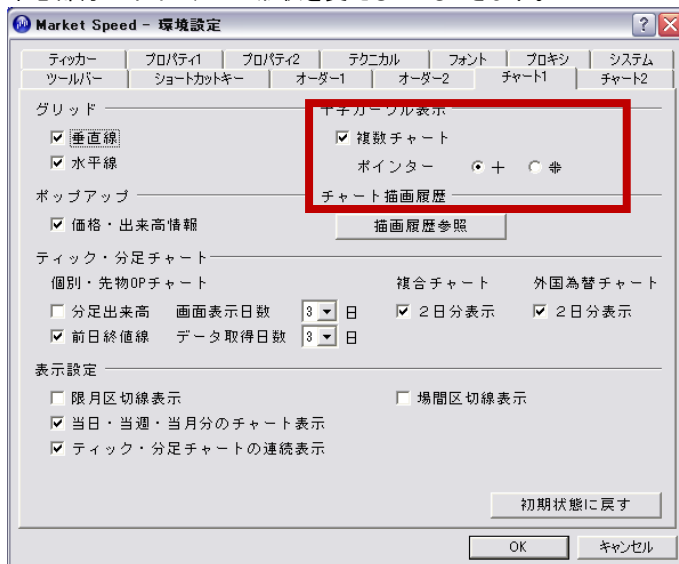 Market Speed - 環境設定
ティッカー プロパティ1 プロパティ2 テクニカル フォント プロキシ システム
ツールバー ショートカットキー オーダー1 オーダー2 チャート1 チャート2
グリッド 十字カーソル表示
垂直線 複数チャート
水平線 ポインター
ポップアップ チャート描画履歴
価格・出来高情報 描画履歴参照
ティック・分足チャート
個別・先物OPチャート 複合チャート 外国為替チャート
分足出来高 画面表示日数 3 日 2日分表示 2日分表示
前日終値線 データ取得日数 3 日
表示設定
限月区切線表示 場間区切線表示
当日・当週・当月分のチャート表示
ティック・分足チャートの連続表示
初期状態に戻す
OK キャンセル